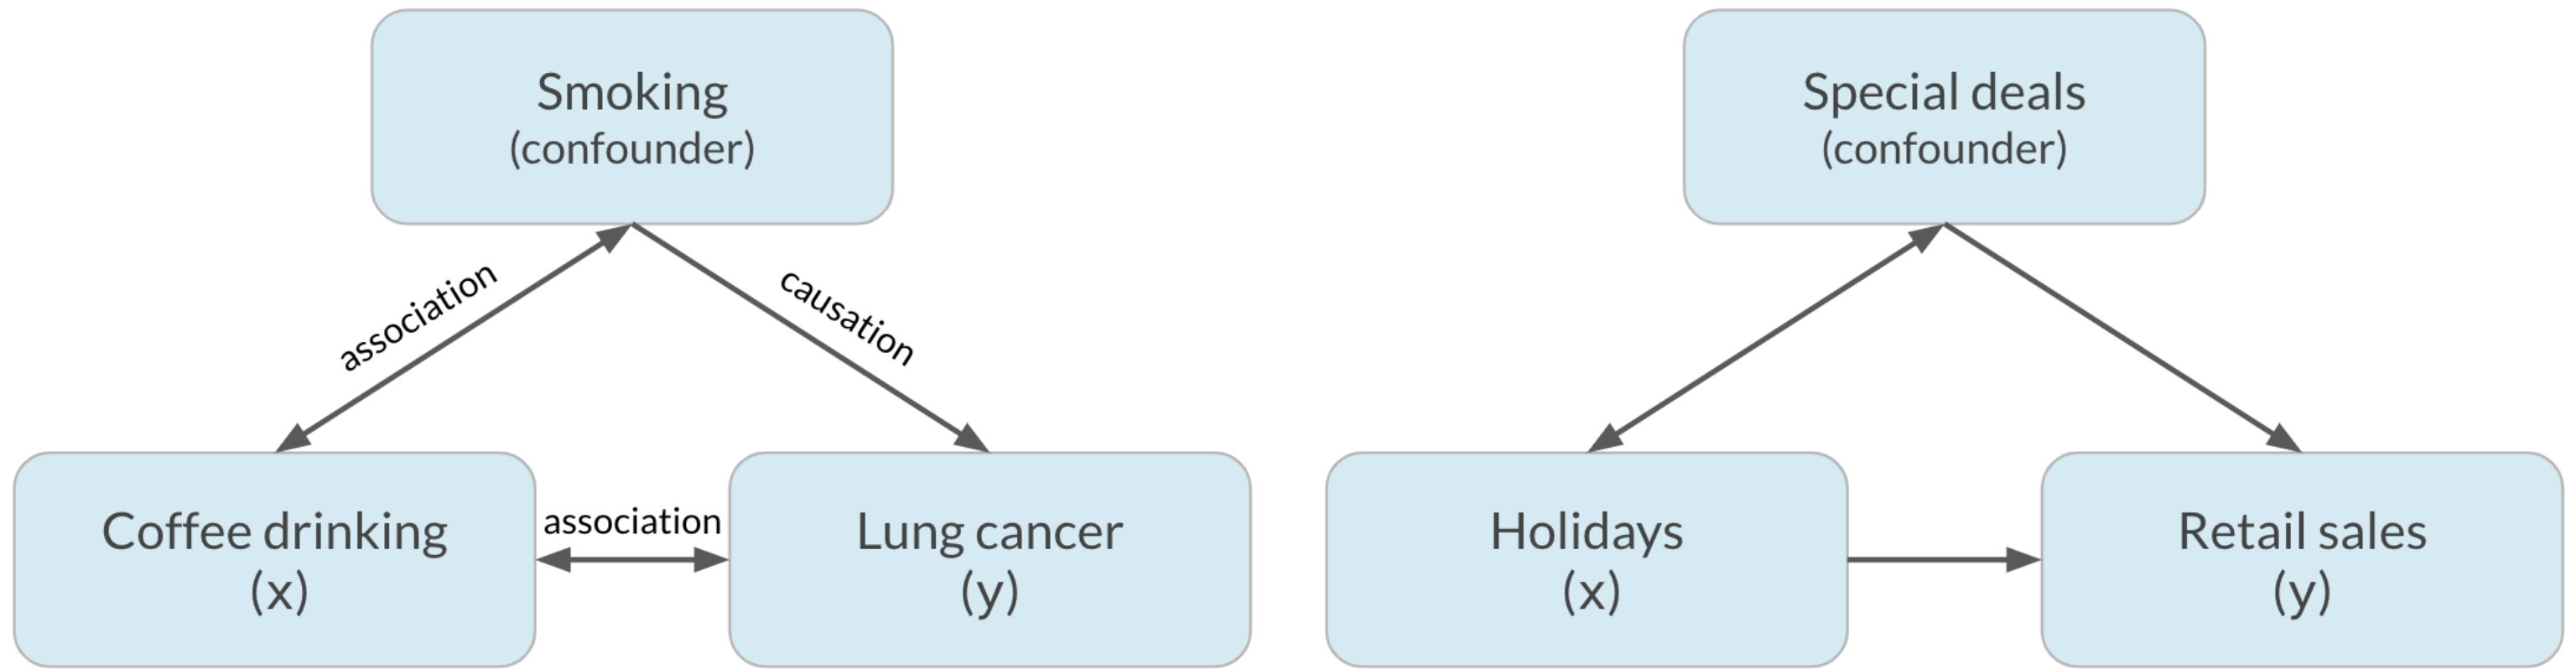 Smoking
(confounder)
association
causation
Coffee drinking
(x)
association
Lung cancer
(y)
Special deals
(confounder)
Holidays
(x)
Retail sales
(y)